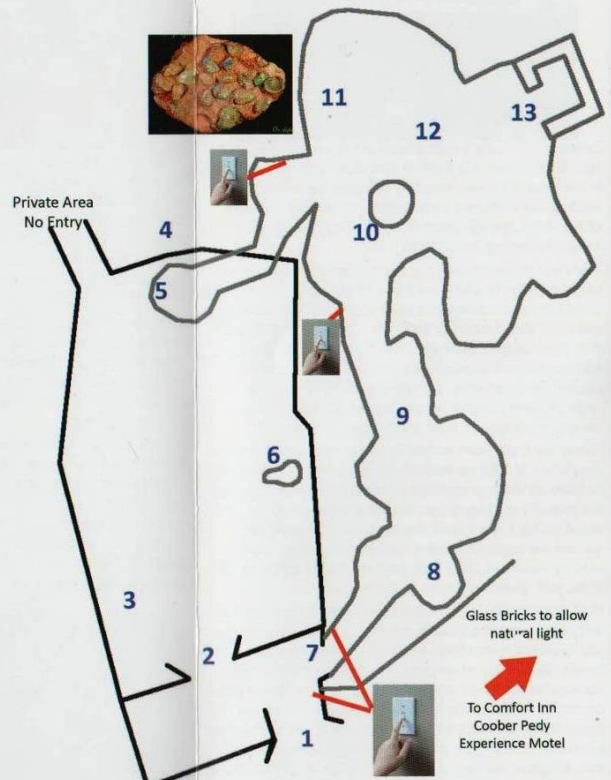 11
12
13
Private Area
No Entry
4
10
5
9
6
8
3
Glass Bricks to allow
natural light
2
7
To Comfort Inn
Coober Pedy
Experience Motel
1